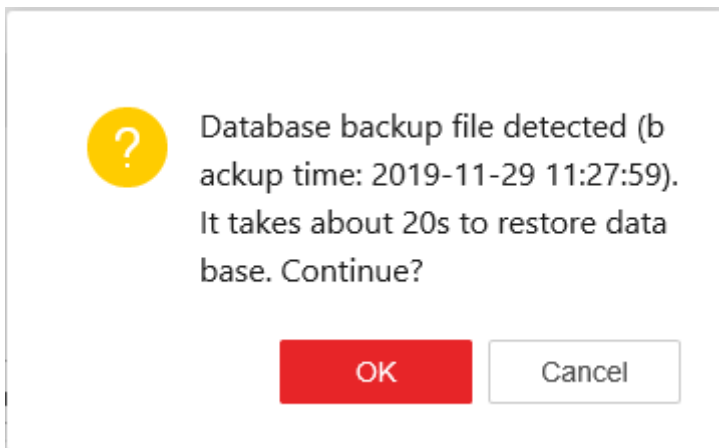 Database backup file detected (b
ackup time: 2019-11-29 11:27:59).
It takes about 20s to restore data
base. Continue?
OK Cancel